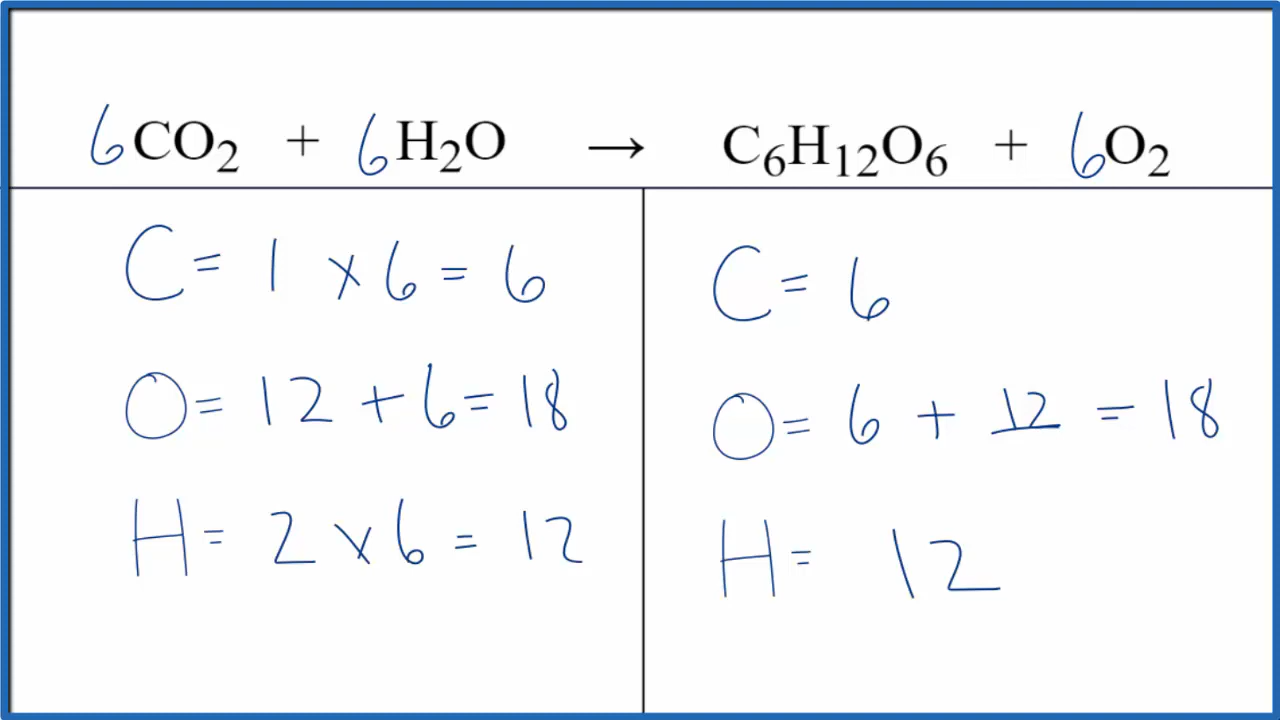 6CO₂ + 6H₂O → C₆H₁₂O₆ + 6O₂
C = 1 x 6 = 6
O = 12 + 6 = 18
H = 2 x 6 = 12
C = 6
O = 6 + 12 = 18
H = 12